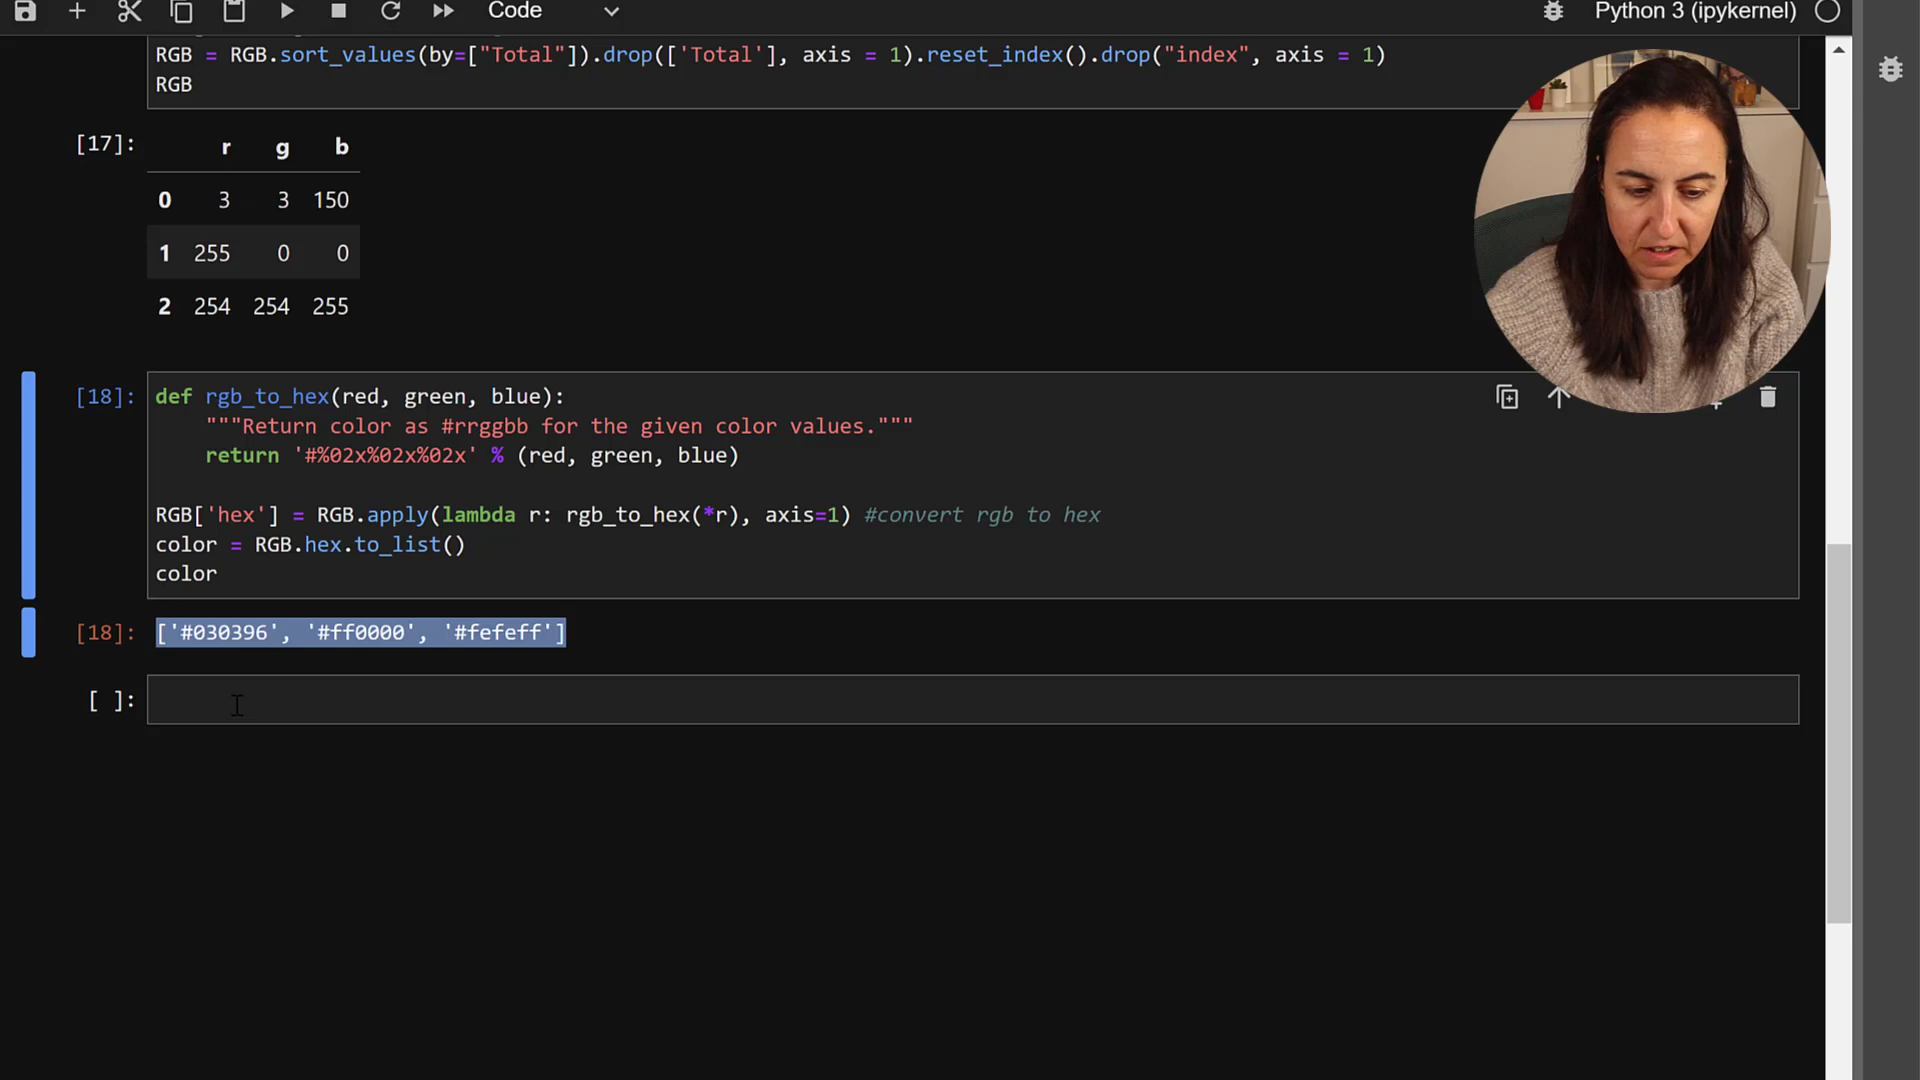 Code
Python 3 (ipykernel)
RGB = RGB.sort_values(by=["Total"]).drop(['Total'], axis = 1).reset_index().drop("index", axis = 1)
RGB
[17]:
r g b
0 3 3 150
1 255 0 0
2 254 254 255
[18]:
def rgb_to_hex(red, green, blue):
"""Return color as #rrggbb for the given color values."""
return '#%02x%02x%02x' % (red, green, blue)
RGB['hex'] = RGB.apply(lambda r: rgb_to_hex(*r), axis=1) #convert rgb to hex
color = RGB.hex.to_list()
color
[18]: ['#030396', '#ff0000', '#fefeff']
[ ]: